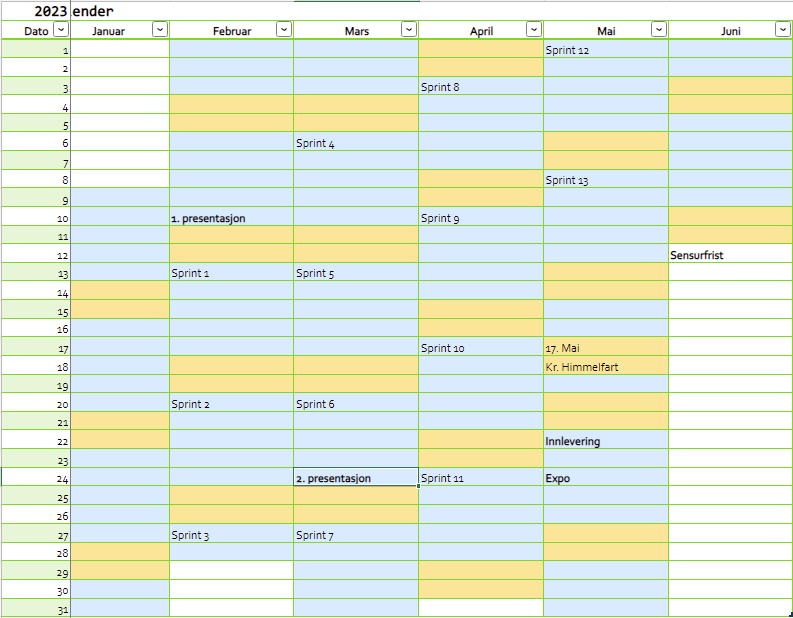 2023 ender
Dato Januar Februar Mars April Mai Juni
1 Sprint 12
2
3 Sprint 8
4
5
6 Sprint 4
7
8 Sprint 13
9
10 1. presentasjon Sprint 9
11
12 Sensurfrist
13 Sprint 1 Sprint 5
14
15
16
17 Sprint 10 17. Mai
18 Kr. Himmelfart
19
20 Sprint 2 Sprint 6
21
22 Innlevering
23
24 2. presentasjon Sprint 11 Expo
25
26
27 Sprint 3 Sprint 7
28
29
30
31